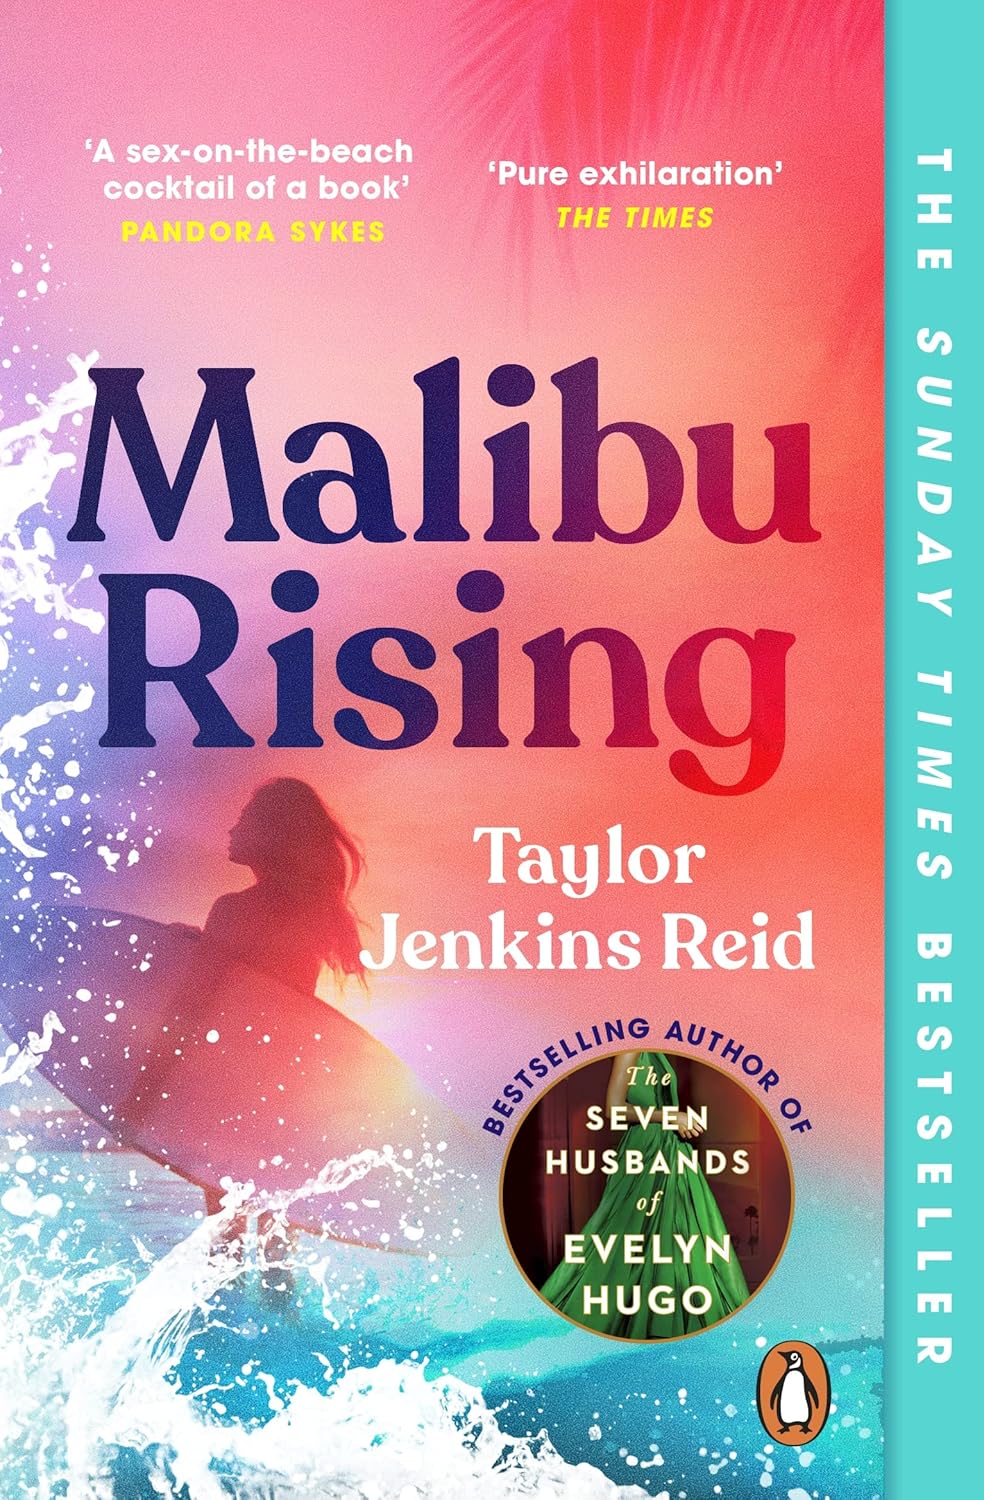 ‘A sex-on-the-beach
cocktail of a book’
PANDORA SYKES
‘Pure exhilaration’
THE TIMES
Malibu
Rising
Taylor
Jenkins Reid
BESTSELLING AUTHOR OF
The
SEVEN
HUSBANDS
of
EVELYN
HUGO
THE SUNDAY TIMES BESTSELLER